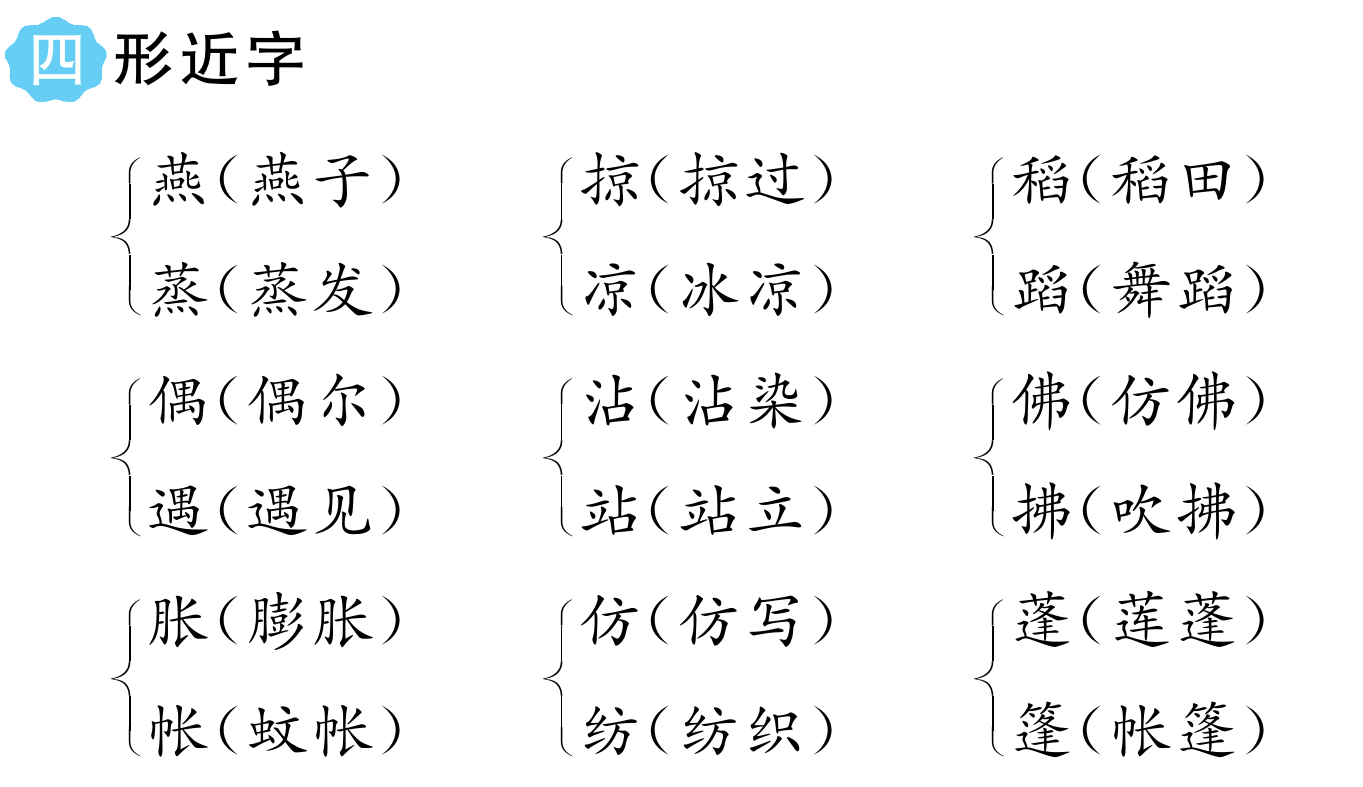 四 形近字
燕(燕子) 掠(掠过) 稻(稻田)
蒸(蒸发) 凉(冰凉) 蹈(舞蹈)
偶(偶尔) 沾(沾染) 佛(仿佛)
遇(遇见) 站(站立) 拂(吹拂)
胀(膨胀) 仿(仿写) 蓬(莲蓬)
帐(蚊帐) 纺(纺织) 篷(帐篷)